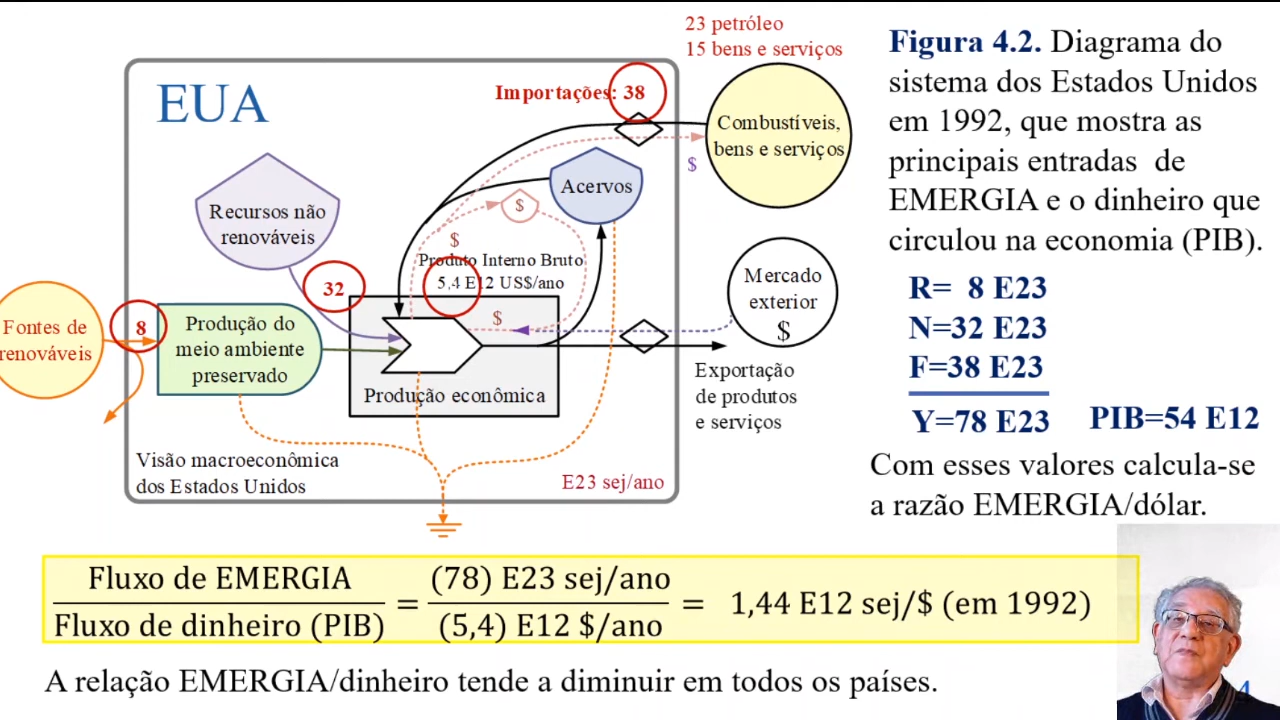 23 petróleo
15 bens e serviços
EUA
Importações: 38
Combustíveis,
bens e serviços
$
Acervos
$
Recursos não
renováveis
$
Produto Interno Bruto
5,4 E12 US$/ano
32
Mercado
exterior
$
Fontes de
renováveis
8
Produção do
meio ambiente
preservado
$
Produção econômica
Exportação
de produtos
e serviços
Visão macroeconômica
dos Estados Unidos
E23 sej/ano
Figura 4.2. Diagrama do
sistema dos Estados Unidos
em 1992, que mostra as
principais entradas de
EMERGIA e o dinheiro que
circulou na economia (PIB).
R= 8 E23
N=32 E23
F=38 E23
Y=78 E23 PIB=54 E12
Com esses valores calcula-se
a razão EMERGIA/dólar.
Fluxo de EMERGIA
Fluxo de dinheiro (PIB)
=
(78) E23 sej/ano
(5,4) E12 $/ano
= 1,44 E12 sej/$ (em 1992)
A relação EMERGIA/dinheiro tende a diminuir em todos os países.
4